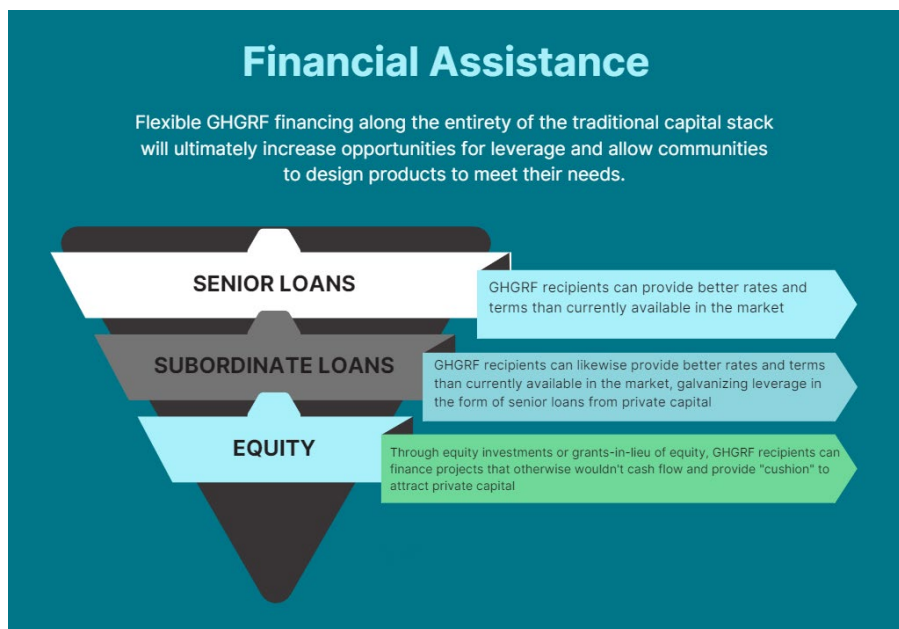 Financial Assistance
Flexible GHGRF financing along the entirety of the traditional capital stack
will ultimately increase opportunities for leverage and allow communities
to design products to meet their needs.
SENIOR LOANS
GHGRF recipients can provide better rates and
terms than currently available in the market
SUBORDINATE LOANS
GHGRF recipients can likewise provide better rates and terms
than currently available in the market, galvanizing leverage in
the form of senior loans from private capital
EQUITY
Through equity investments or grants-in-lieu of equity, GHGRF recipients can
finance projects that otherwise wouldn't cash flow and provide "cushion" to
attract private capital